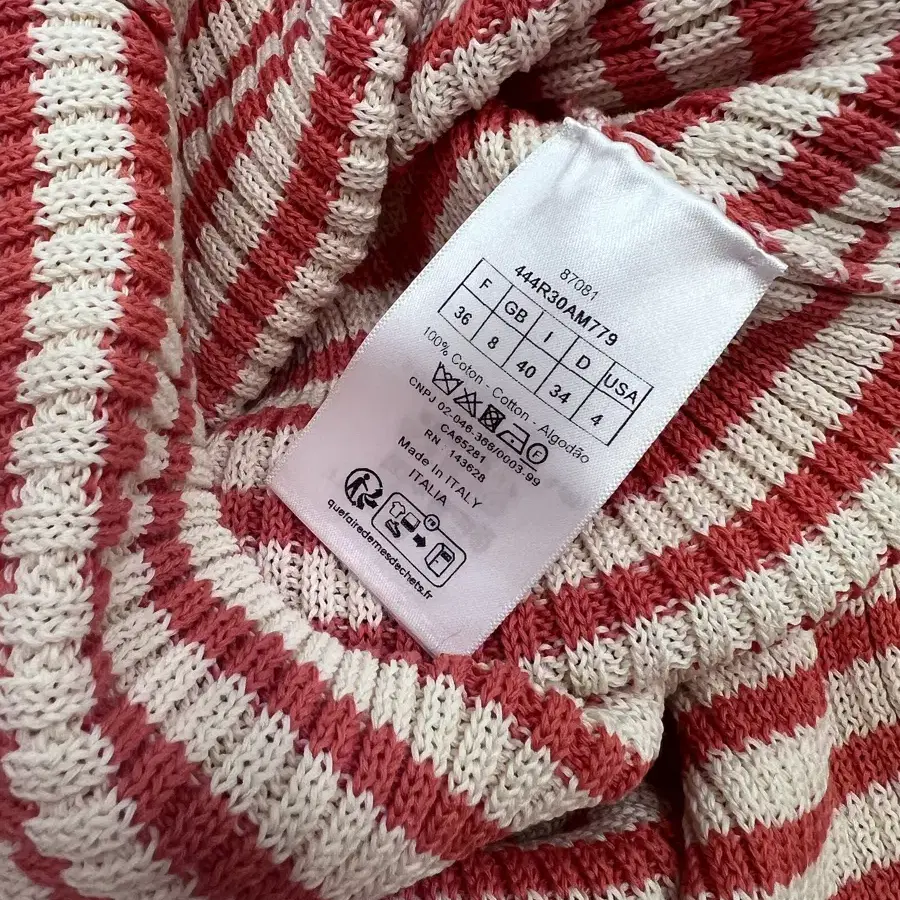 87081
444R30AM779
F GB I D USA
36 8 40 34 4
100% Coton - Cotton - Algodão
F
CNPJ 02-046-366/0003-99
CA65281
RN : 143628
Made in ITALY
ITALIA
quefairedemesdechets.fr